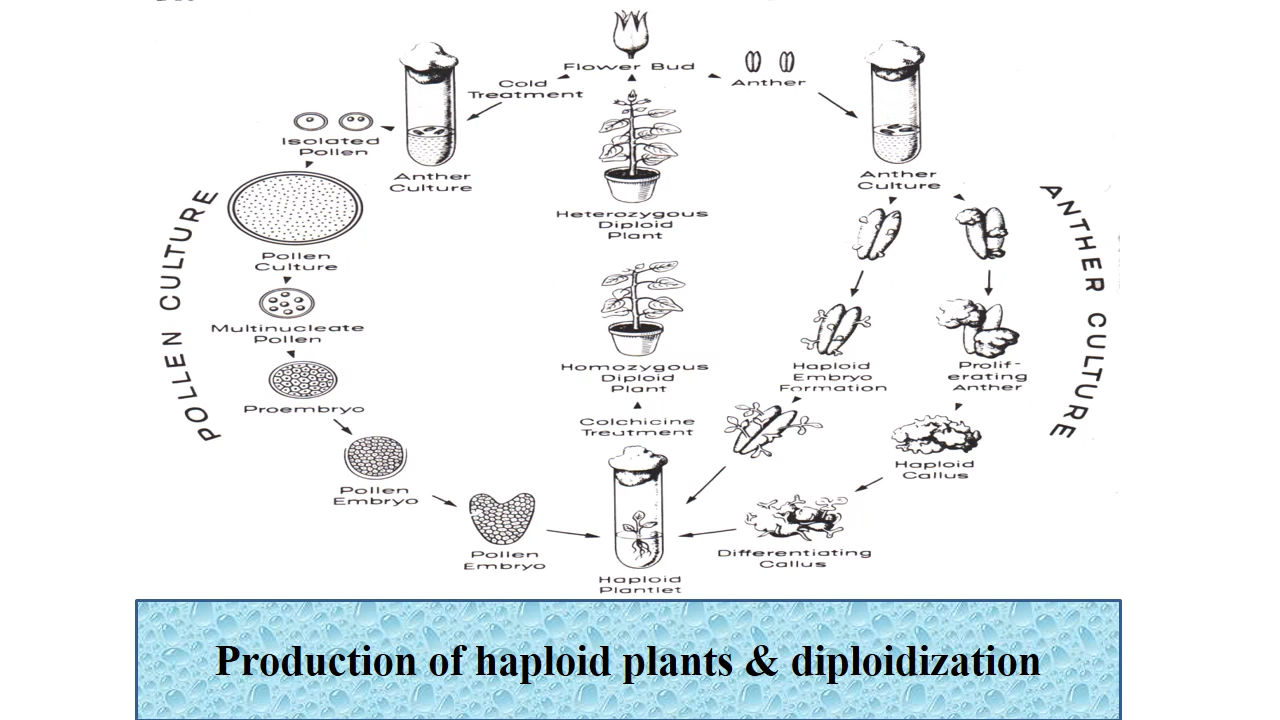 Flower Bud
Cold
Treatment
Anther
Isolated
Pollen
Anther
Culture
Anther
Culture
Heterozygous
Diploid
Plant
POLLEN CULTURE
ANTHER CULTURE
Pollen
Culture
Multinucleate
Pollen
Proembryo
Pollen
Embryo
Pollen
Embryo
Homozygous
Diploid
Plant
Colchicine
Treutment
Haploid
Embryo
Formation
Prolif-
erating
Anther
Haploid
Callus
Differentiating
Callus
Haploid
Plantlet
Production of haploid plants & diploidization